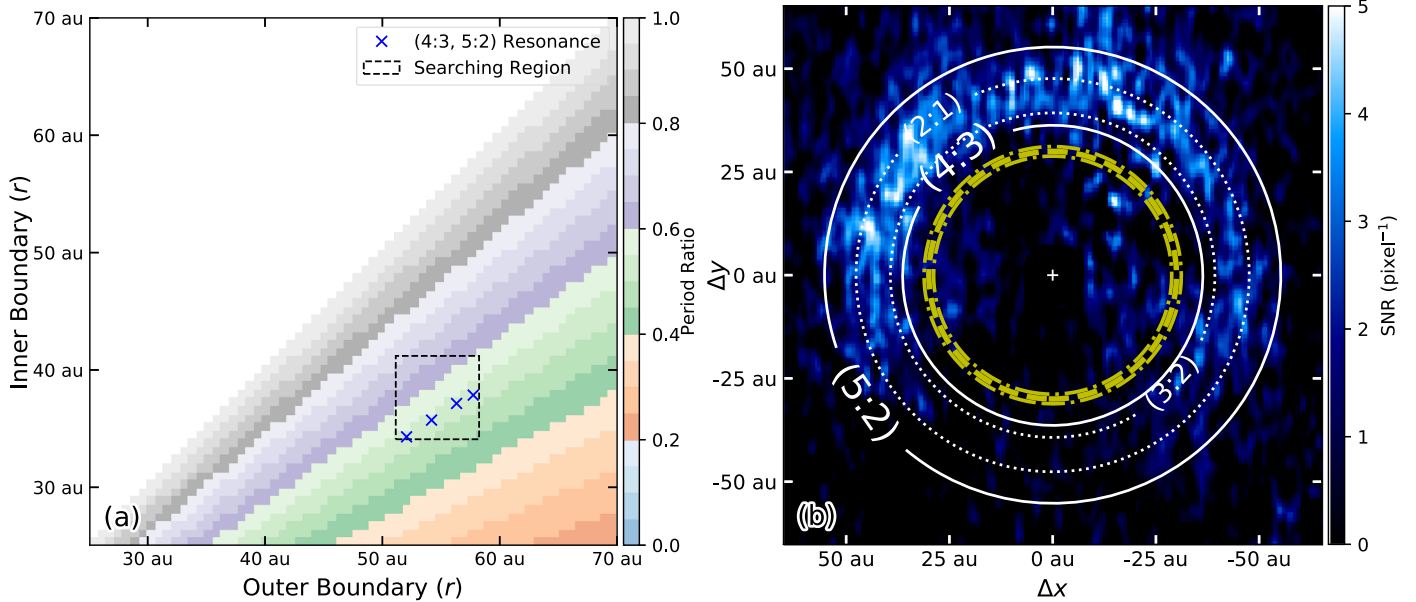 70 au
60 au
50 au
40 au
30 au
Inner Boundary (r)
(4:3, 5:2) Resonance
Searching Region
(a)
30 au
40 au
50 au
60 au
70 au
Outer Boundary (r)
1.0
0.8
0.6
0.4
0.2
0.0
Period Ratio
50 au
25 au
0 au
-25 au
-50 au
Δy
(2:1)
(4:3)
(3:2)
(5:2)
(b)
50 au
25 au
0 au
-25 au
-50 au
Δx
5
4
3
2
1
0
SNR (pixel⁻¹)